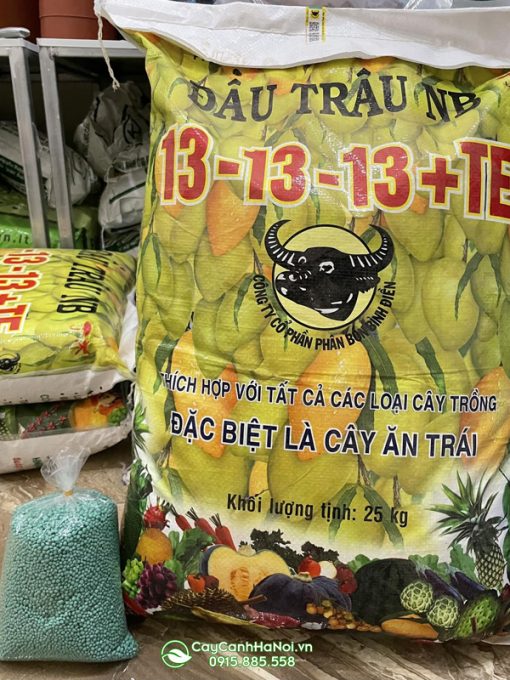 ĐẦU TRÂU NB
13-13-13+TE
CÔNG TY CỔ PHẦN PHÂN BÓN BÌNH ĐIỀN
THÍCH HỢP VỚI TẤT CẢ CÁC LOẠI CÂY TRỒNG
ĐẶC BIỆT LÀ CÂY ĂN TRÁI
Khối lượng tịnh: 25 kg
TRÂU NB
13-13+TE
CayCanhHaNoi.vn
0915.885.558